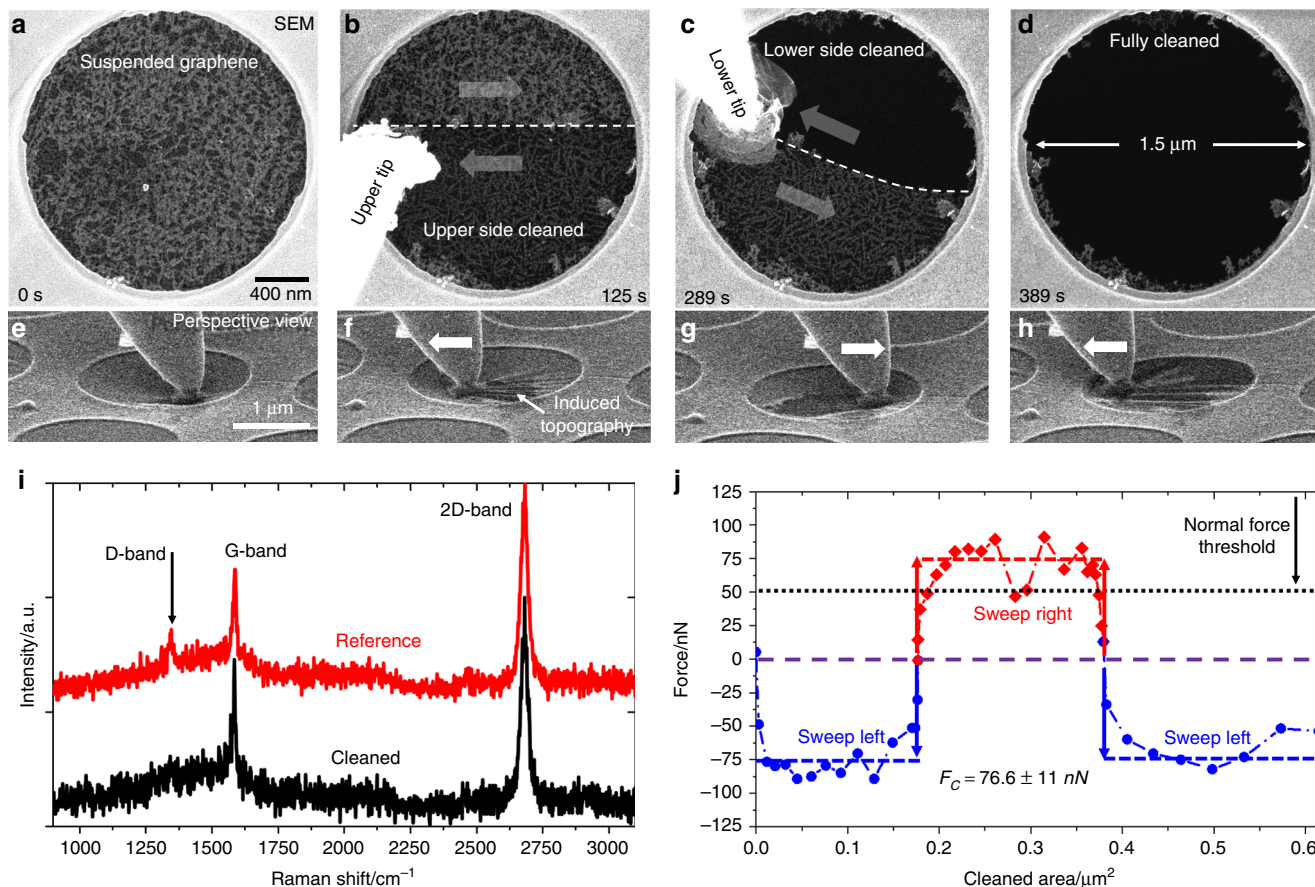 a
SEM
Suspended graphene
0 s
400 nm
b
Upper tip
Upper side cleaned
125 s
c
Lower tip
Lower side cleaned
289 s
d
Fully cleaned
1.5 μm
389 s
e
Perspective view
1 μm
f
Induced
topography
g
h
i
Intensity/a.u.
D-band
G-band
2D-band
Reference
Cleaned
1000 1250 1500 1750 2000 2250 2500 2750 3000
Raman shift/cm⁻¹
j
Force/nN
125
100
75
50
25
0
−25
−50
−75
−100
−125
Normal force
threshold
Sweep right
Sweep left
Sweep left
F_C = 76.6 ± 11 nN
0.0 0.1 0.2 0.3 0.4 0.5 0.6
Cleaned area/μm²